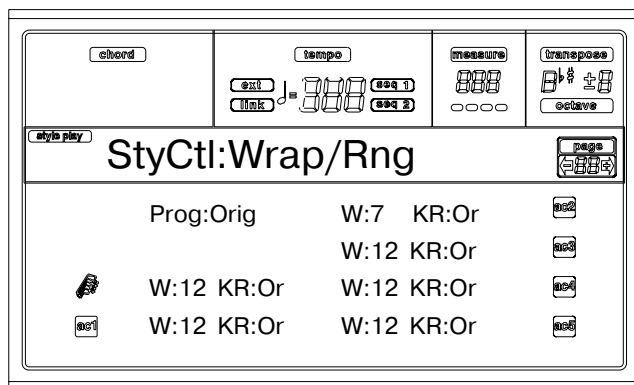 chord tempo measure transpose
ext seq 1
link seq 2
octave
style play StyCtl:Wrap/Rng page
Prog:Orig W:7 KR:Or ac2
W:12 KR:Or ac3
W:12 KR:Or W:12 KR:Or ac4
ac1 W:12 KR:Or W:12 KR:Or ac5